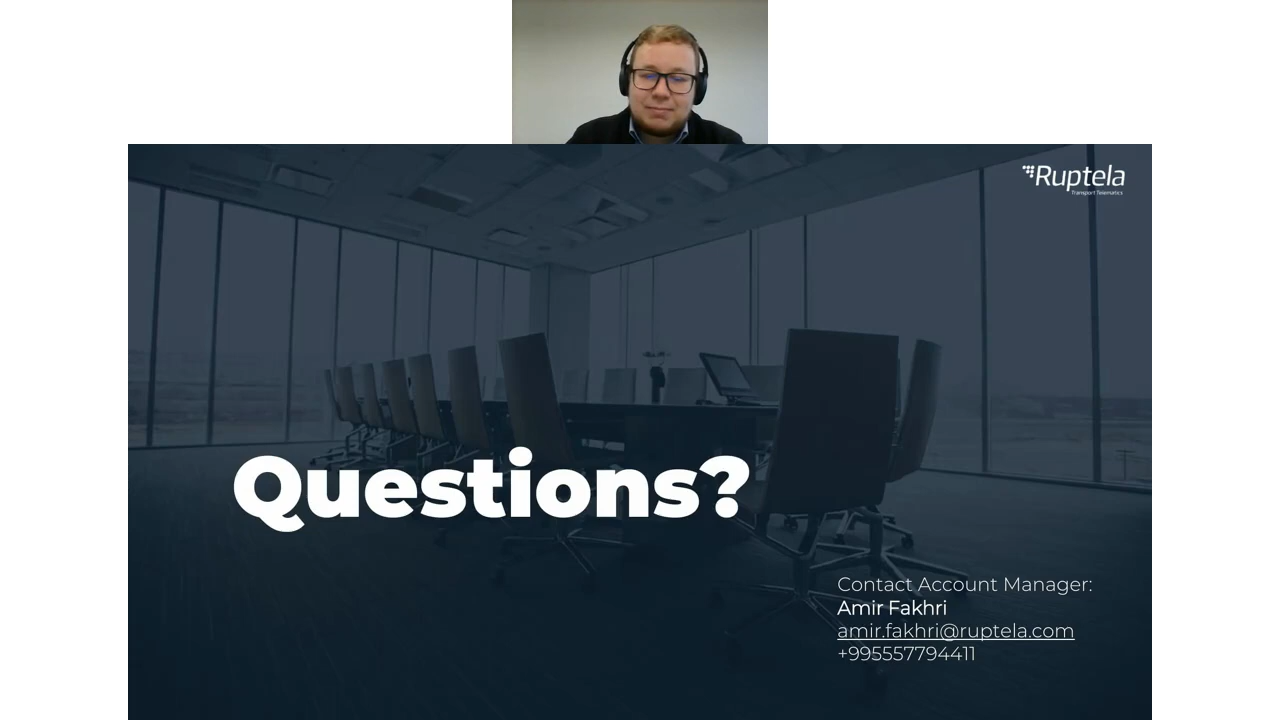 Ruptela
Transport Telematics
Questions?
Contact Account Manager:
Amir Fakhri
amir.fakhri@ruptela.com
+995557794411